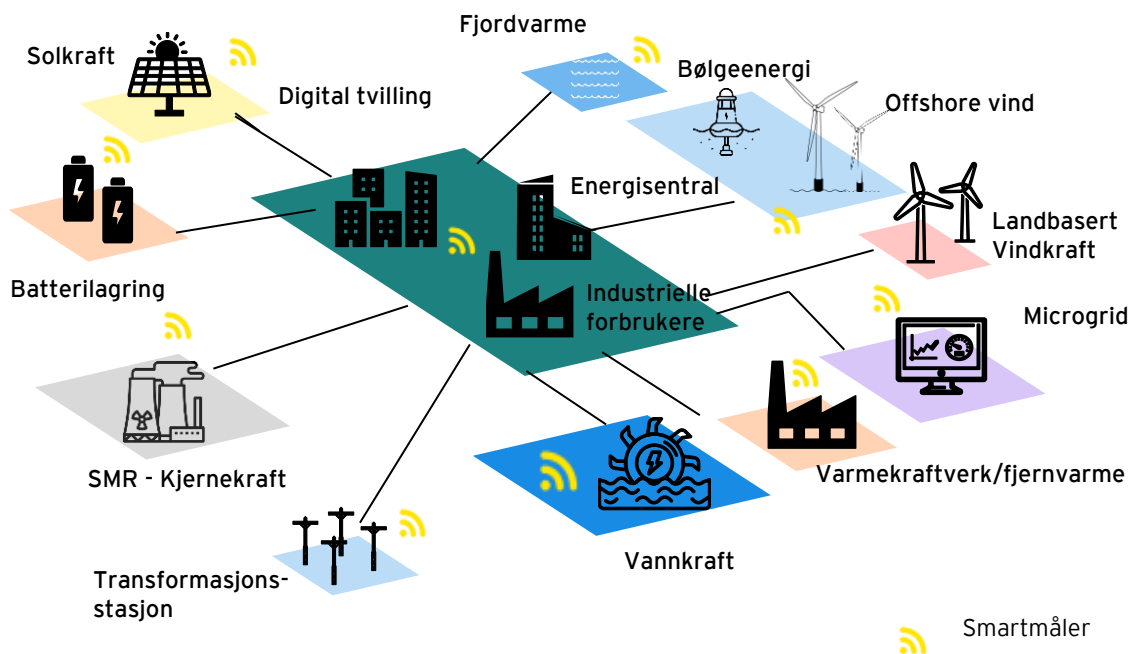 Fjordvarme
Solkraft
Bølgeenergi
Digital tvilling
Offshore vind
Energisentral
Landbasert
Vindkraft
Batterilagring
Industrielle
forbrukere
Microgrid
SMR - Kjernekraft
Varmekraftverk/fjernvarme
Vannkraft
Transformasjons-
stasjon
Smartmåler